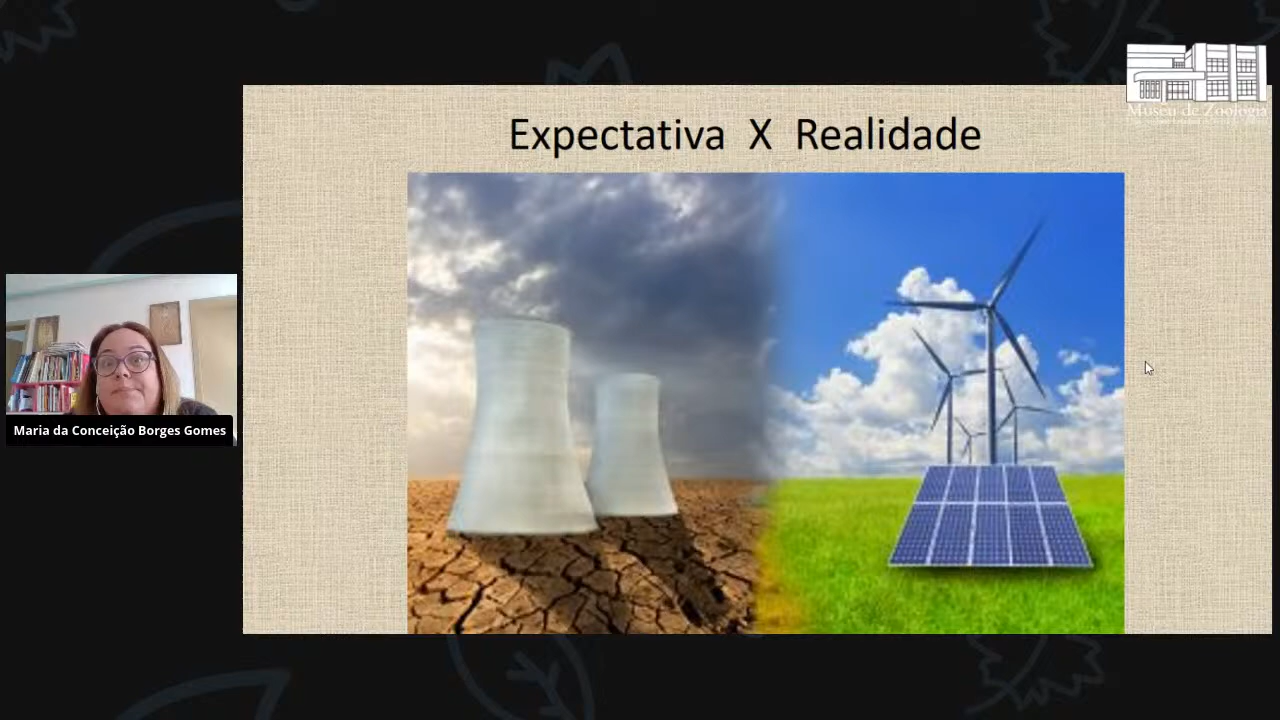 Expectativa X Realidade
Museu de Zoologia
Maria da Conceição Borges Gomes